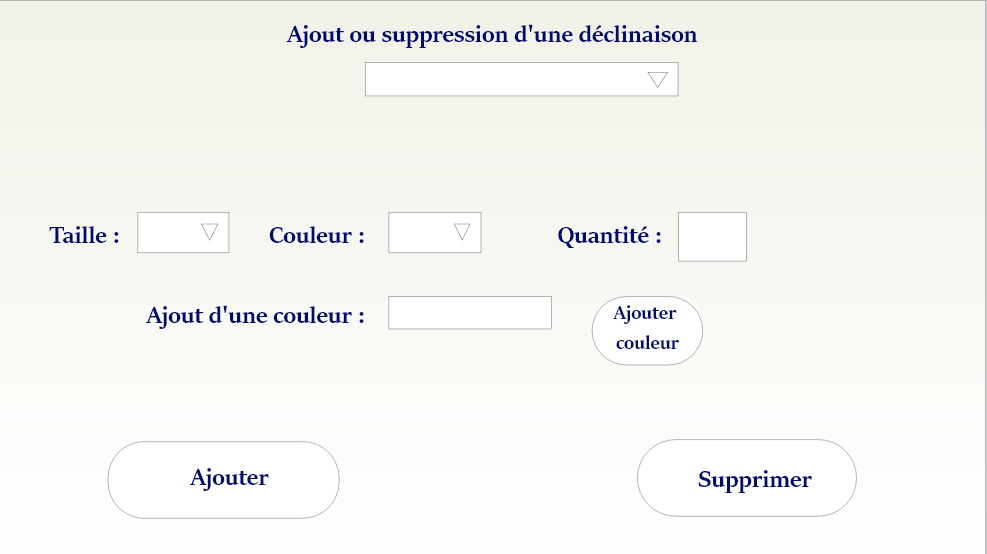 Ajout ou suppression d'une déclinaison
Taille :
Couleur :
Quantité :
Ajout d'une couleur :
Ajouter
couleur
Ajouter
Supprimer